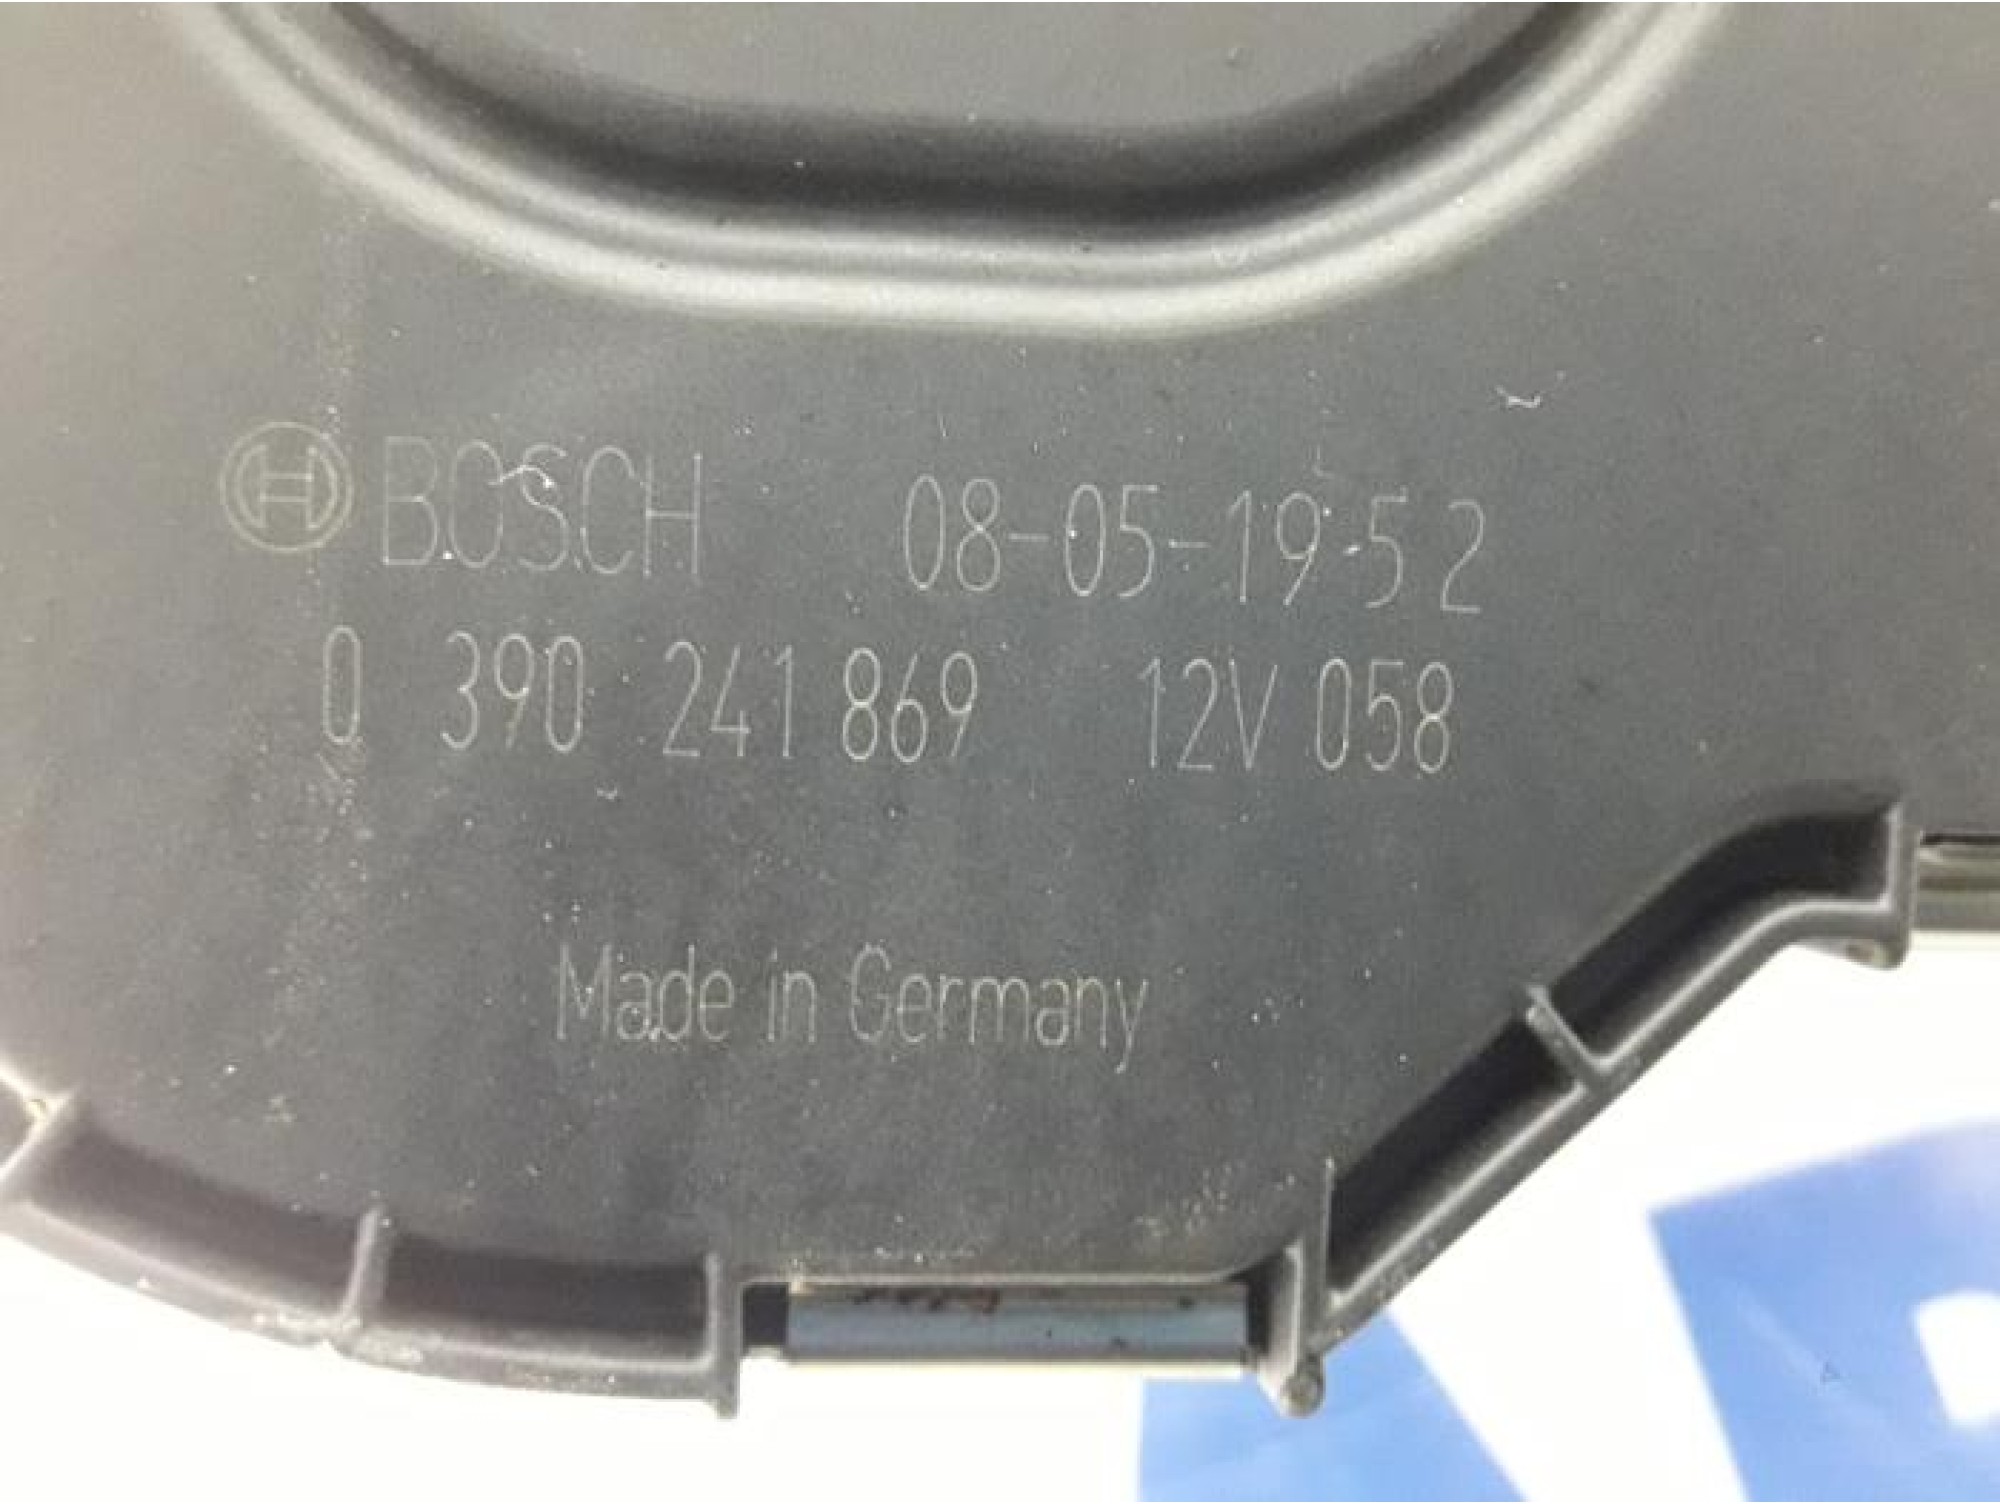 BOSCH 08-05-19 5 2
0 390 241 869 12V 058
Made in Germany